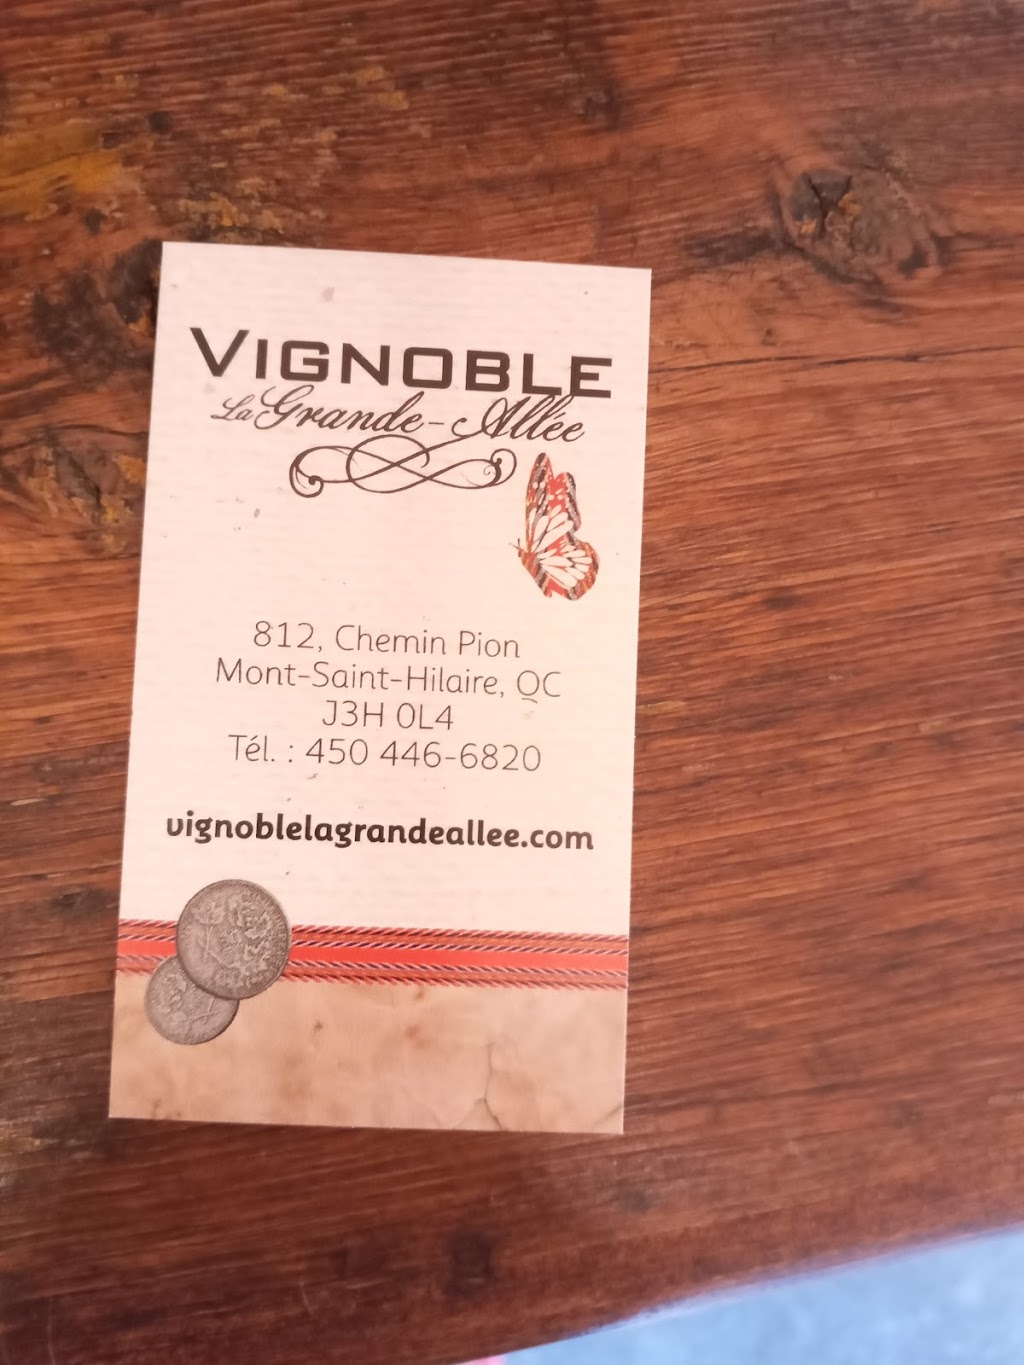 VIGNOBLE
La Grande-Allée
812, Chemin Pion
Mont-Saint-Hilaire, QC
J3H 0L4
Tél. : 450 446-6820
vignoblelagrandeallee.com